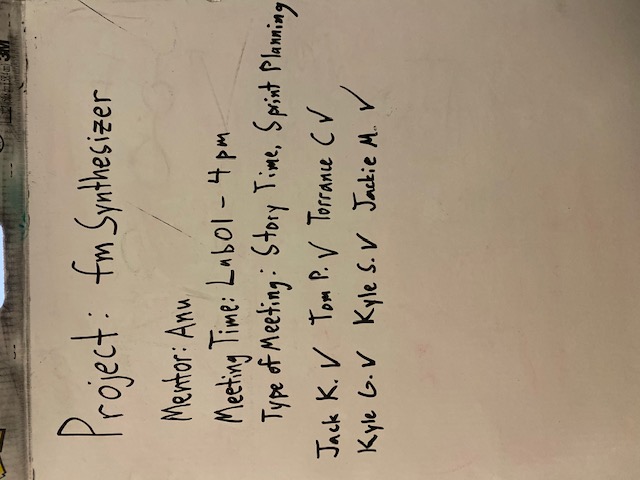 3M
Project: fm Synthesizer
Mentor: Anu
Meeting Time: Lab01 - 4pm
Type of Meeting: Story Time, Sprint Planning
Jack K. ✓ Tom P. ✓ Torrance C ✓
Kyle G. ✓ Kyle S. ✓ Jackie M. ✓